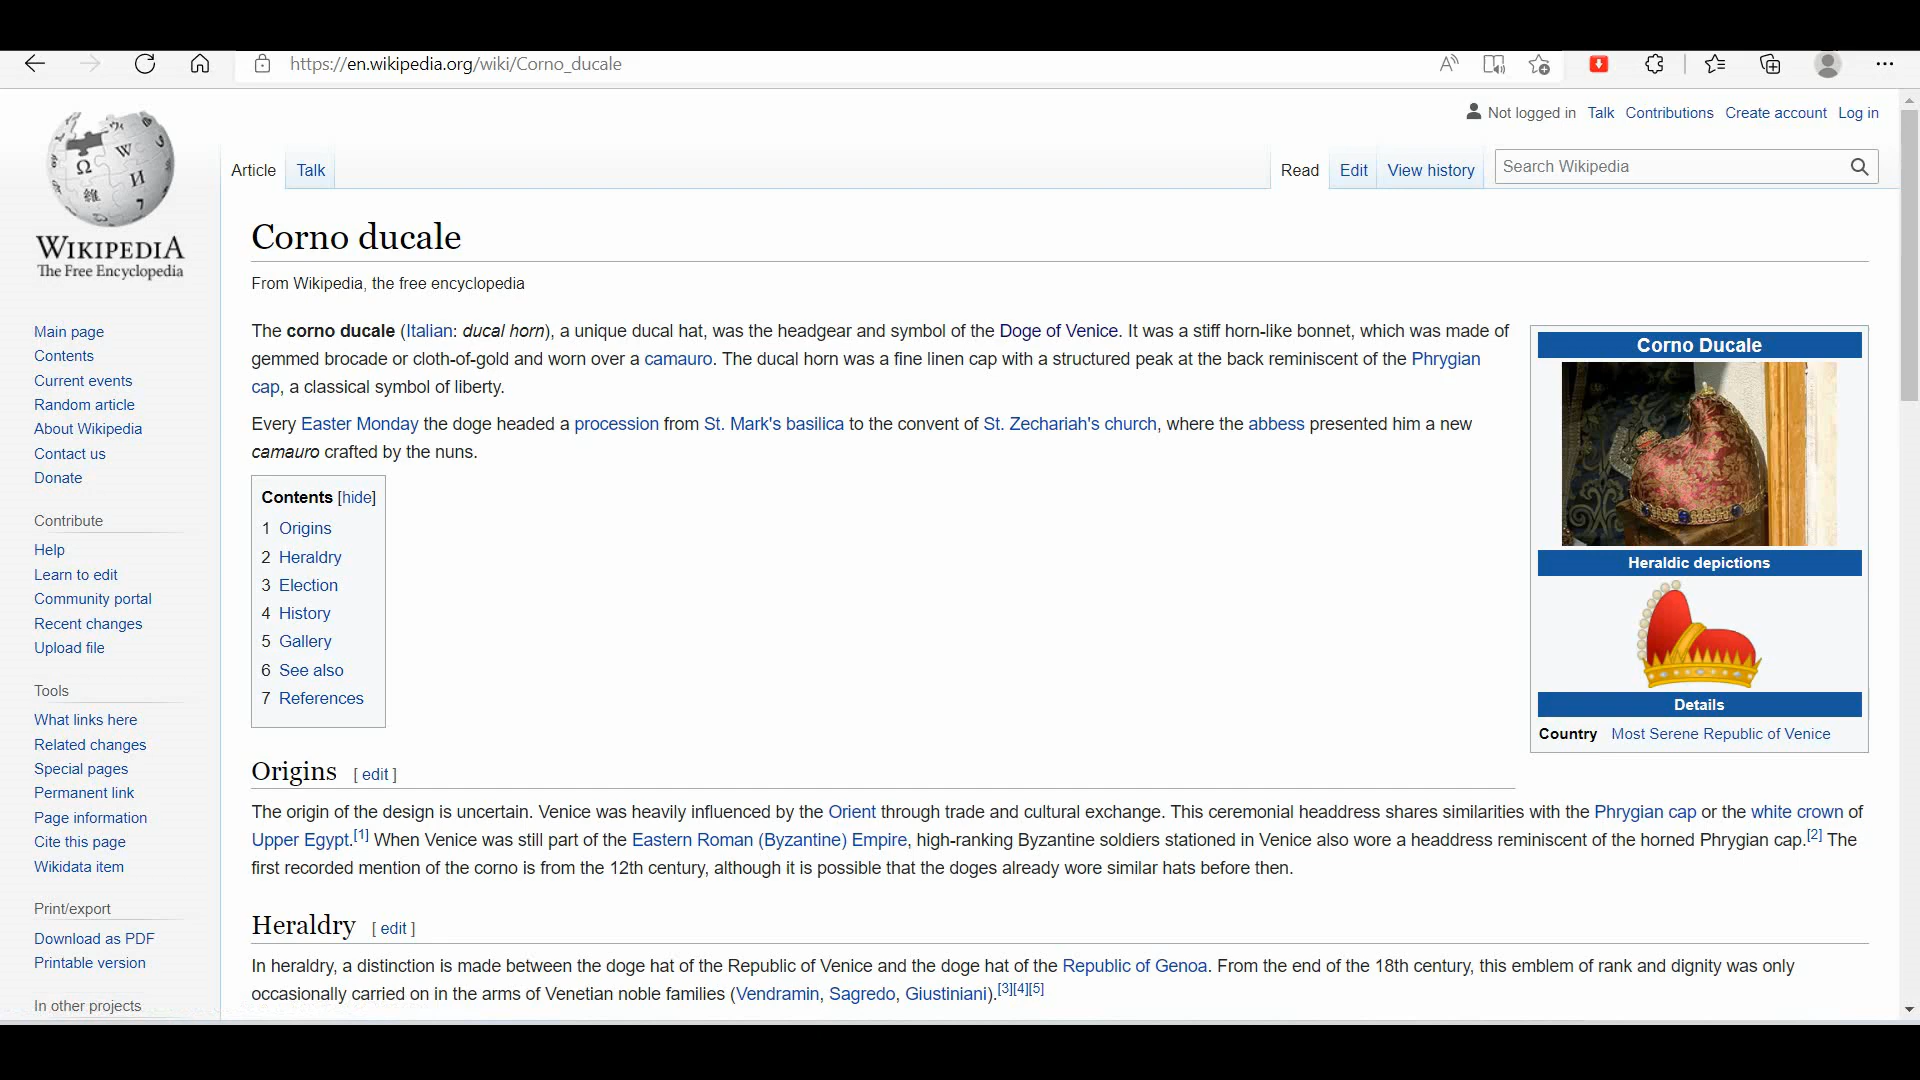 https://en.wikipedia.org/wiki/Corno_ducale
Not logged in Talk Contributions Create account Log in
Article Talk Read Edit View history Search Wikipedia
WIKIPEDIA
The Free Encyclopedia
Main page
Contents
Current events
Random article
About Wikipedia
Contact us
Donate
Contribute
Help
Learn to edit
Community portal
Recent changes
Upload file
Tools
What links here
Related changes
Special pages
Permanent link
Page information
Cite this page
Wikidata item
Print/export
Download as PDF
Printable version
In other projects
Corno ducale
From Wikipedia, the free encyclopedia
The corno ducale (Italian: ducal horn), a unique ducal hat, was the headgear and symbol of the Doge of Venice. It was a stiff horn-like bonnet, which was made of
gemmed brocade or cloth-of-gold and worn over a camauro. The ducal horn was a fine linen cap with a structured peak at the back reminiscent of the Phrygian
cap, a classical symbol of liberty.
Every Easter Monday the doge headed a procession from St. Mark's basilica to the convent of St. Zechariah's church, where the abbess presented him a new
camauro crafted by the nuns.
Contents [hide]
1 Origins
2 Heraldry
3 Election
4 History
5 Gallery
6 See also
7 References
Corno Ducale
Heraldic depictions
Details
Country Most Serene Republic of Venice
Origins [ edit ]
The origin of the design is uncertain. Venice was heavily influenced by the Orient through trade and cultural exchange. This ceremonial headdress shares similarities with the Phrygian cap or the white crown of
Upper Egypt.[1] When Venice was still part of the Eastern Roman (Byzantine) Empire, high-ranking Byzantine soldiers stationed in Venice also wore a headdress reminiscent of the horned Phrygian cap.[2] The
first recorded mention of the corno is from the 12th century, although it is possible that the doges already wore similar hats before then.
Heraldry [ edit ]
In heraldry, a distinction is made between the doge hat of the Republic of Venice and the doge hat of the Republic of Genoa. From the end of the 18th century, this emblem of rank and dignity was only
occasionally carried on in the arms of Venetian noble families (Vendramin, Sagredo, Giustiniani).[3][4][5]